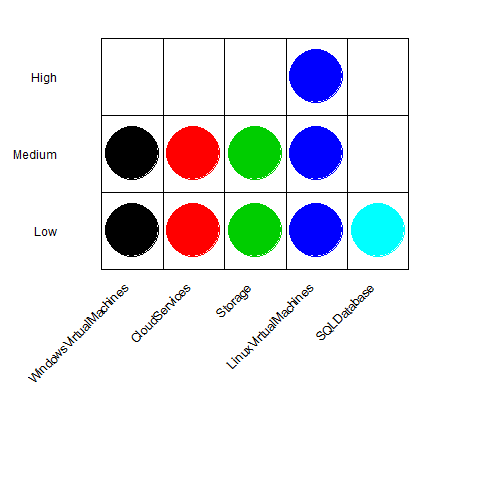 High
Medium
Low
WindowsVirtualMachines
CloudServices
Storage
LinuxVirtualMachines
SQLDatabase